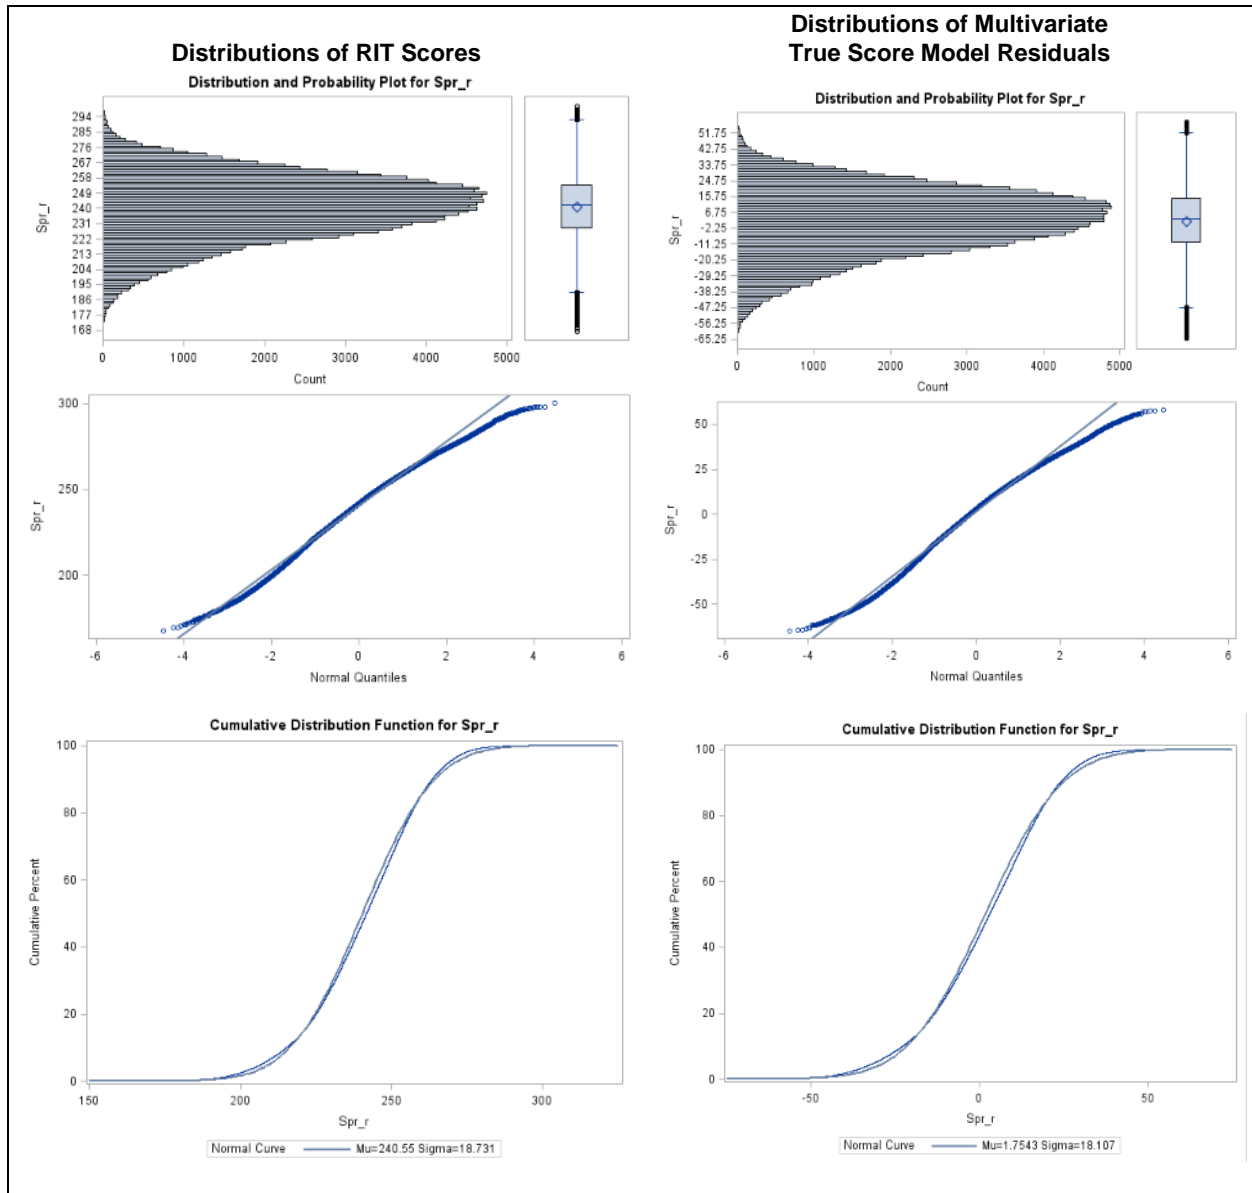 Distributions of RIT Scores
Distribution and Probability Plot for Spr_r
Spr_r
294
285
276
267
258
249
240
231
222
213
204
195
186
177
168
0 1000 2000 3000 4000 5000
Count
Spr_r
300
250
200
-6 -4 -2 0 2 4 6
Normal Quantiles
Cumulative Distribution Function for Spr_r
Cumulative Percent
100
80
60
40
20
0
150 200 250 300
Spr_r
Normal Curve Mu=240.55 Sigma=18.731
Distributions of Multivariate
True Score Model Residuals
Distribution and Probability Plot for Spr_r
Spr_r
51.75
42.75
33.75
24.75
15.75
6.75
-2.25
-11.25
-20.25
-29.25
-38.25
-47.25
-56.25
-65.25
0 1000 2000 3000 4000 5000
Count
Spr_r
50
25
0
-25
-50
-6 -4 -2 0 2 4 6
Normal Quantiles
Cumulative Distribution Function for Spr_r
Cumulative Percent
100
80
60
40
20
0
-50 0 50
Spr_r
Normal Curve Mu=1.7543 Sigma=18.107